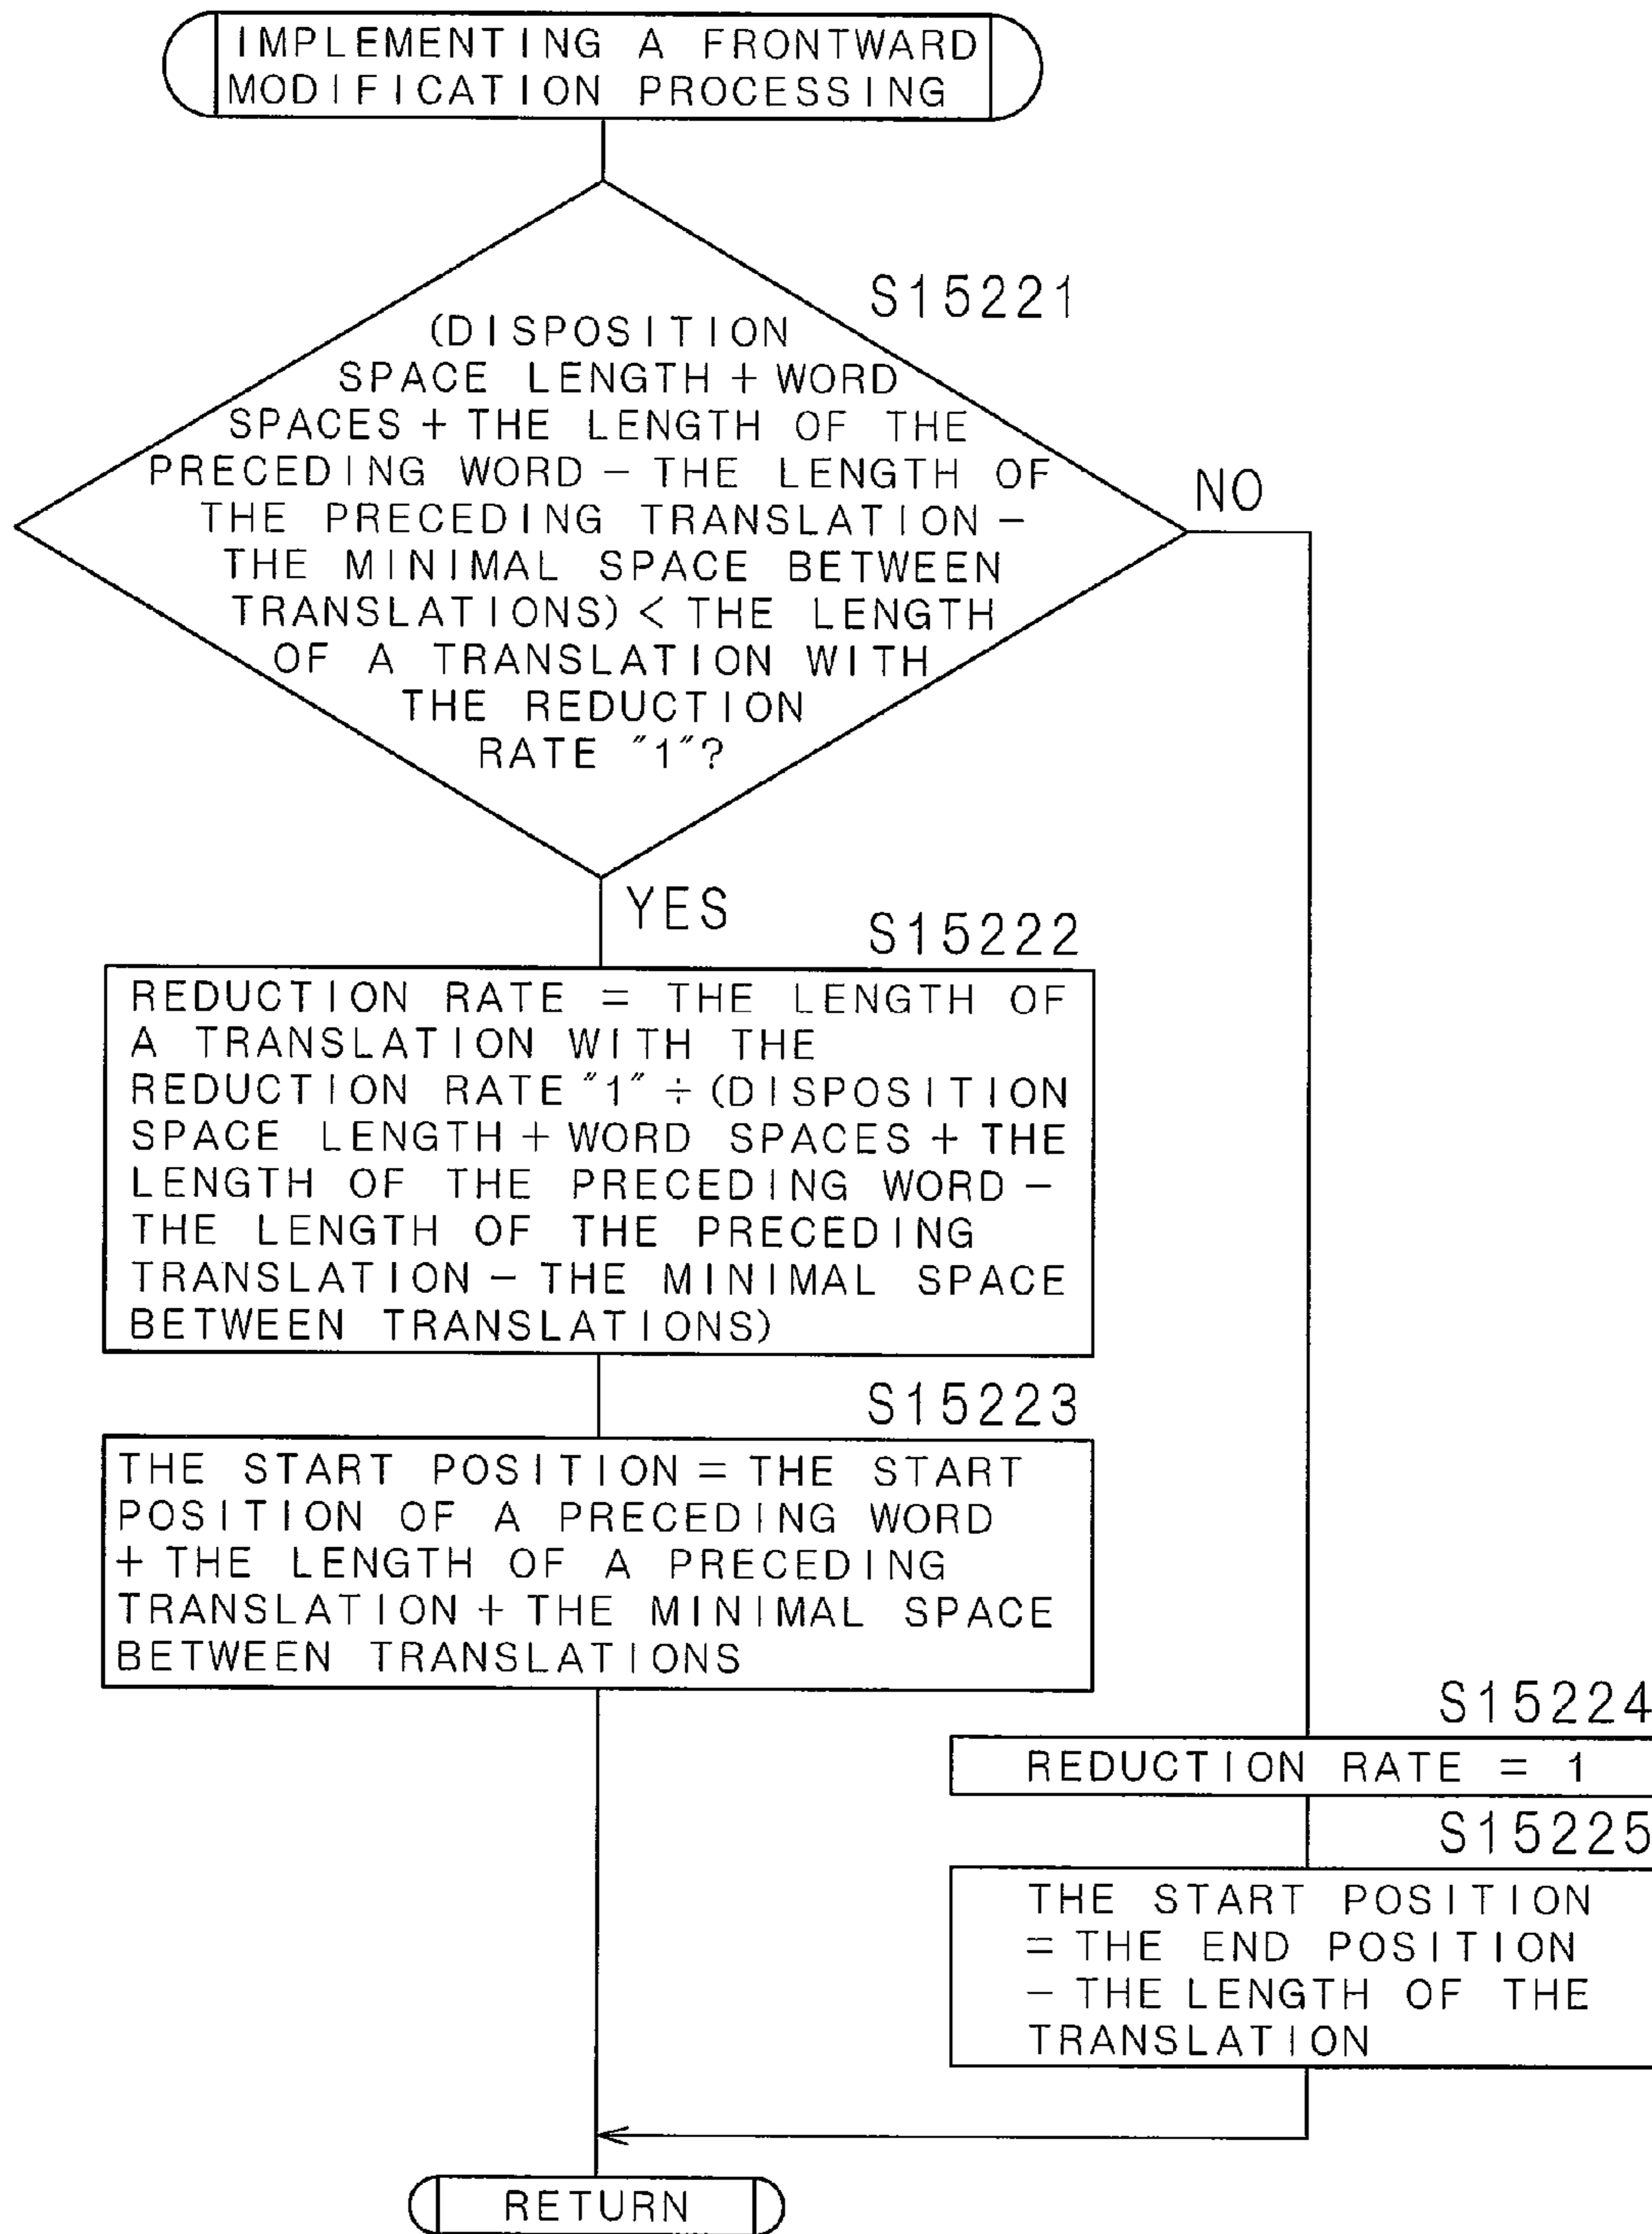 IMPLEMENTING A FRONTWARD
MODIFICATION PROCESSING
S15221
(DISPOSITION
SPACE LENGTH + WORD
SPACES + THE LENGTH OF THE
PRECEDING WORD - THE LENGTH OF
THE PRECEDING TRANSLATION -
THE MINIMAL SPACE BETWEEN
TRANSLATIONS) < THE LENGTH
OF A TRANSLATION WITH
THE REDUCTION
RATE "1"?
NO
YES
S15222
REDUCTION RATE = THE LENGTH OF
A TRANSLATION WITH THE
REDUCTION RATE "1" ÷ (DISPOSITION
SPACE LENGTH + WORD SPACES + THE
LENGTH OF THE PRECEDING WORD -
THE LENGTH OF THE PRECEDING
TRANSLATION - THE MINIMAL SPACE
BETWEEN TRANSLATIONS)
S15223
THE START POSITION = THE START
POSITION OF A PRECEDING WORD
+ THE LENGTH OF A PRECEDING
TRANSLATION + THE MINIMAL SPACE
BETWEEN TRANSLATIONS
S15224
REDUCTION RATE = 1
S15225
THE START POSITION
= THE END POSITION
- THE LENGTH OF THE
TRANSLATION
RETURN